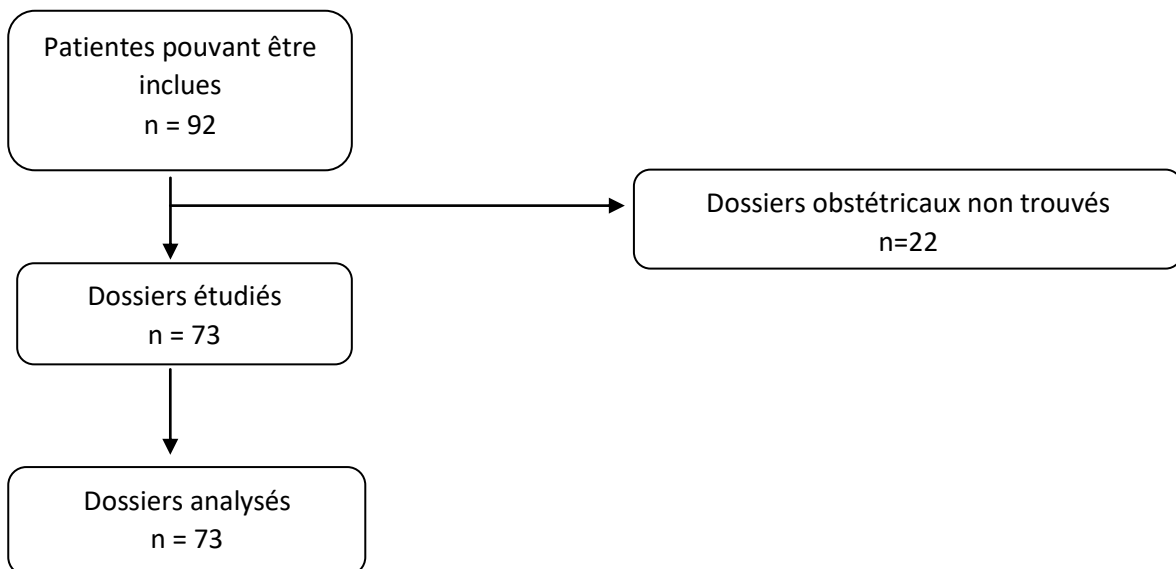 Patientes pouvant être
inclues
n = 92
Dossiers obstétricaux non trouvés
n=22
Dossiers étudiés
n = 73
Dossiers analysés
n = 73